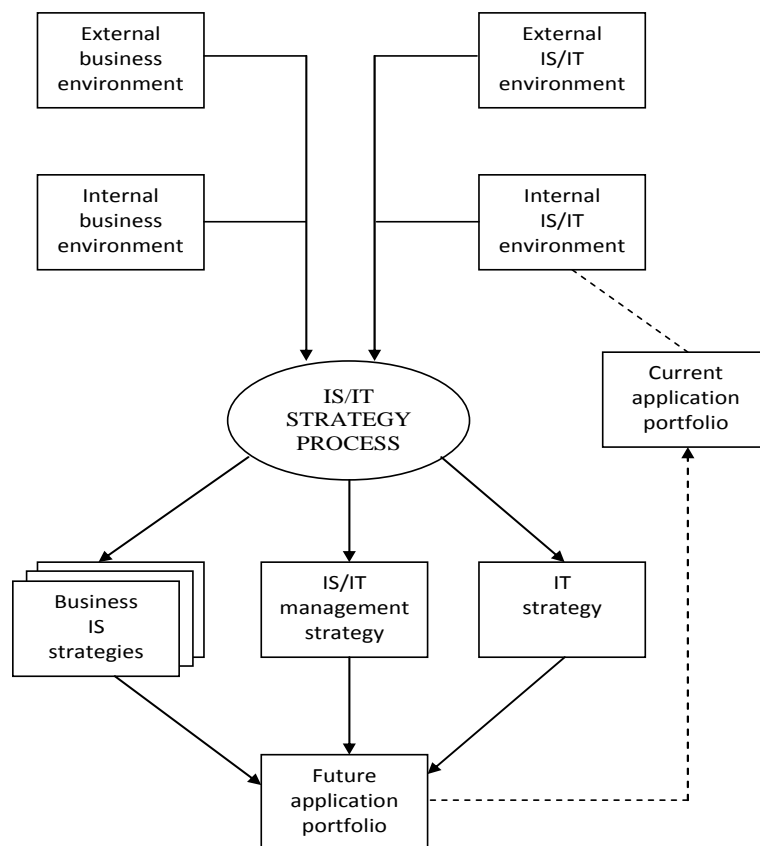 External
business
environment
External
IS/IT
environment
Internal
business
environment
Internal
IS/IT
environment
Current
application
portfolio
IS/IT
STRATEGY
PROCESS
Business
IS
strategies
IS/IT
management
strategy
IT
strategy
Future
application
portfolio